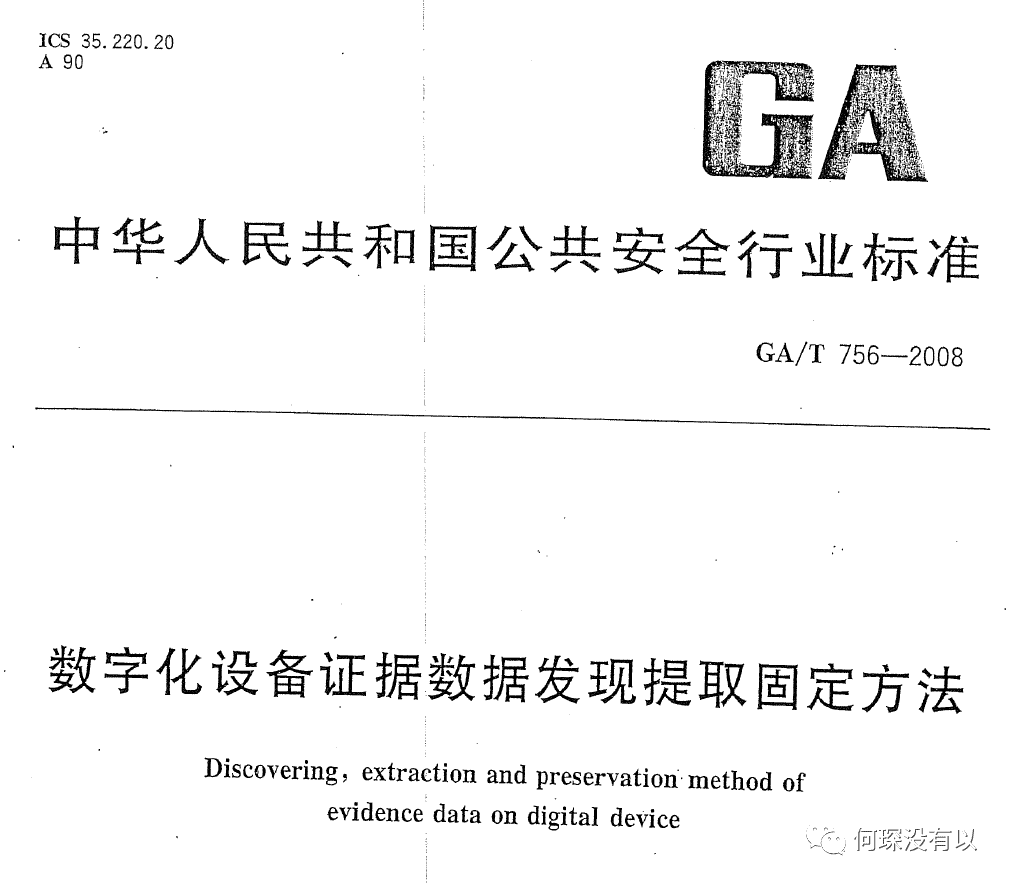 ICS 35.220.20
A 90
GA
中华人民共和国公共安全行业标准
GA/T 756—2008
数字化设备证据数据发现提取固定方法
Discovering, extraction and preservation method of
evidence data on digital device
何琛没有以